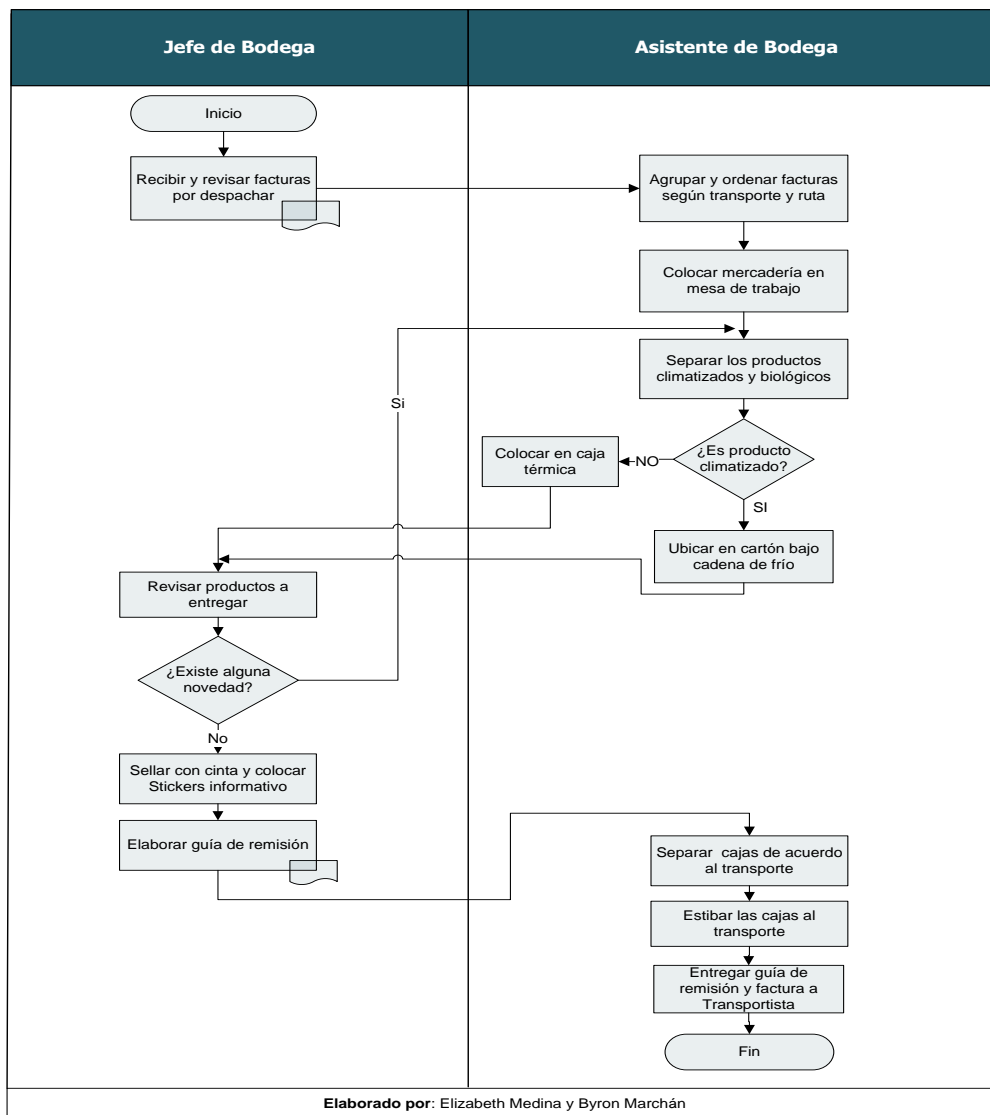 Jefe de Bodega
Asistente de Bodega
Inicio
Recibir y revisar facturas
por despachar
Agrupar y ordenar facturas
según transporte y ruta
Colocar mercadería en
mesa de trabajo
Separar los productos
climatizados y biológicos
Si
¿Es producto
climatizado?
NO
Colocar en caja
térmica
SI
Ubicar en cartón bajo
cadena de frío
Revisar productos a
entregar
¿Existe alguna
novedad?
No
Sellar con cinta y colocar
Stickers informativo
Elaborar guía de remisión
Separar cajas de acuerdo
al transporte
Estibar las cajas al
transporte
Entregar guía de
remisión y factura a
Transportista
Fin
Elaborado por: Elizabeth Medina y Byron Marchán